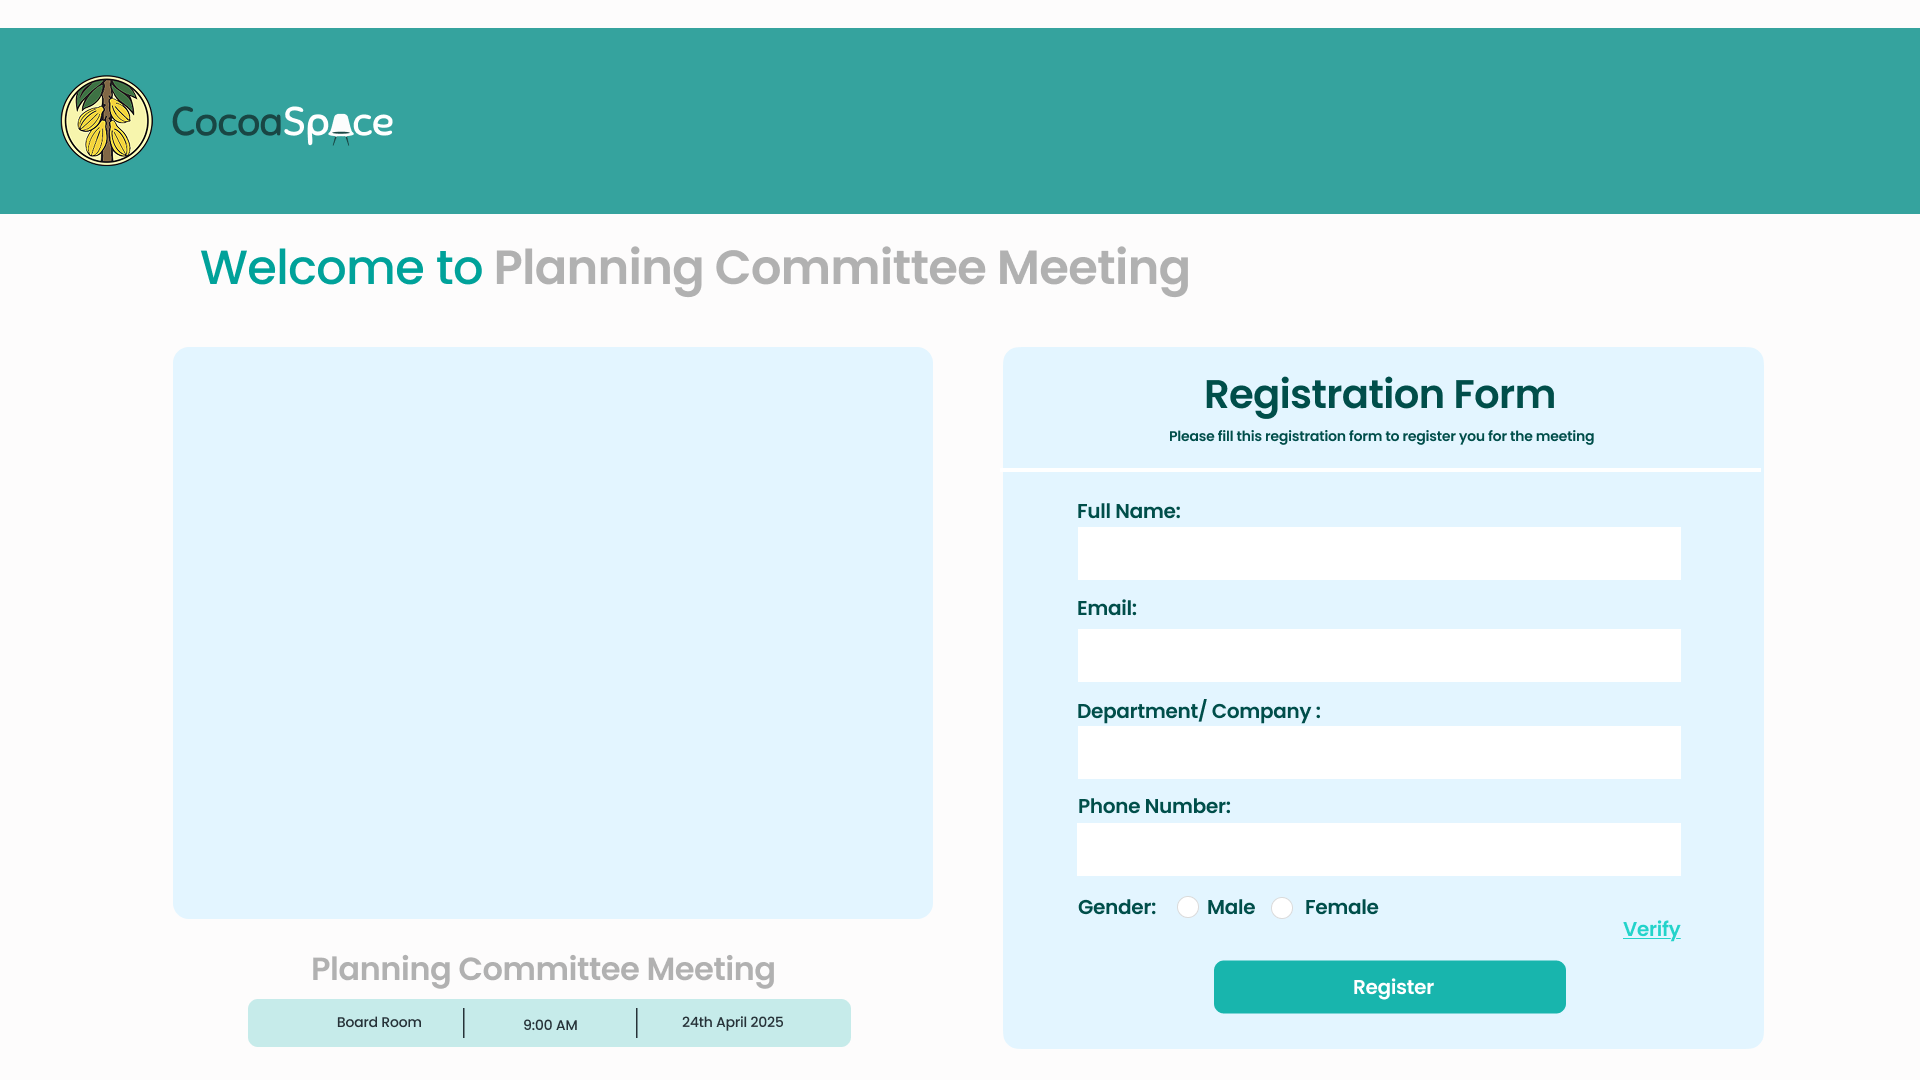 CocoaSpace
Welcome to Planning Committee Meeting
Registration Form
Please fill this registration form to register you for the meeting
Full Name:
Email:
Department/ Company :
Phone Number:
Gender: Male Female
Verify
Register
Planning Committee Meeting
Board Room 9:00 AM 24th April 2025